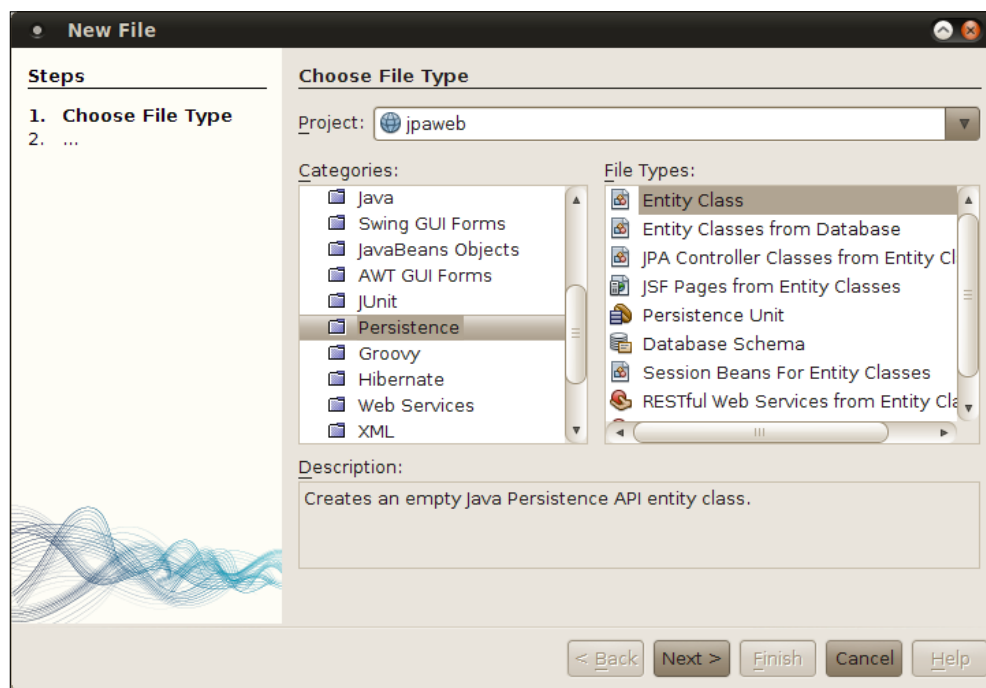 New File
Steps
1. Choose File Type
2. ...
Choose File Type
Project: jpaweb
Categories:
Java
Swing GUI Forms
JavaBeans Objects
AWT GUI Forms
JUnit
Persistence
Groovy
Hibernate
Web Services
XML
File Types:
Entity Class
Entity Classes from Database
JPA Controller Classes from Entity Cl
JSF Pages from Entity Classes
Persistence Unit
Database Schema
Session Beans For Entity Classes
RESTful Web Services from Entity Cla
Description:
Creates an empty Java Persistence API entity class.
< Back Next > Finish Cancel Help